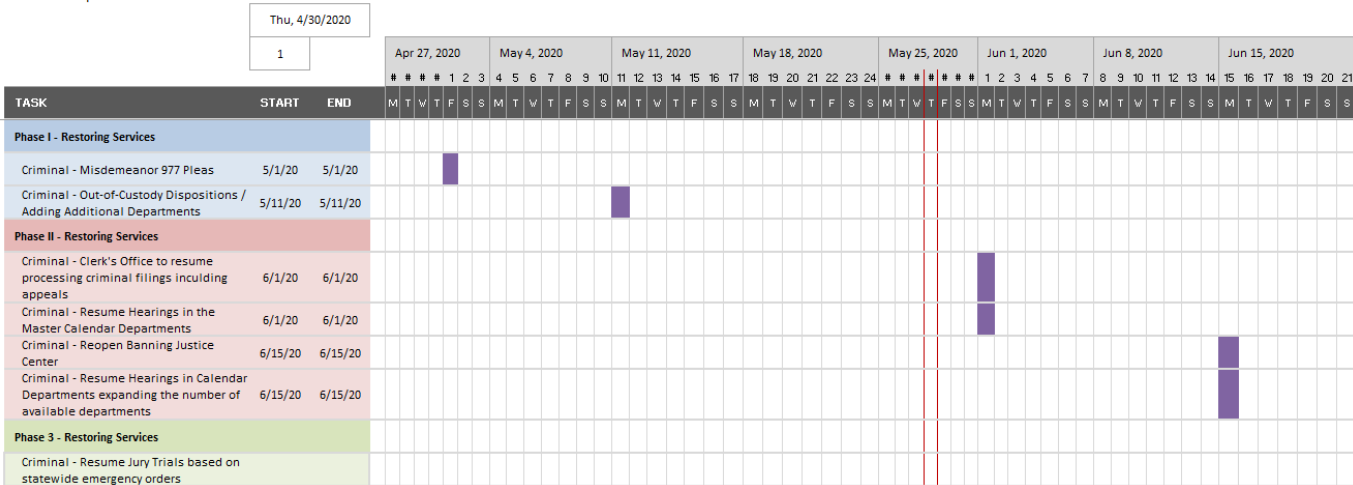 Thu, 4/30/2020
1
Apr 27, 2020 May 4, 2020 May 11, 2020 May 18, 2020 May 25, 2020 Jun 1, 2020 Jun 8, 2020 Jun 15, 2020
# # # # 1 2 3 4 5 6 7 8 9 10 11 12 13 14 15 16 17 18 19 20 21 22 23 24 # # # # # # # 1 2 3 4 5 6 7 8 9 10 11 12 13 14 15 16 17 18 19 20 21
TASK START END M T W T F S S M T W T F S S M T W T F S S M T W T F S S M T W T F S S M T W T F S S M T W T F S S M T W T F S S
Phase I - Restoring Services
Criminal - Misdemeanor 977 Pleas 5/1/20 5/1/20
Criminal - Out-of-Custody Dispositions /
Adding Additional Departments 5/11/20 5/11/20
Phase II - Restoring Services
Criminal - Clerk's Office to resume
processing criminal filings inculding 6/1/20 6/1/20
appeals
Criminal - Resume Hearings in the
Master Calendar Departments 6/1/20 6/1/20
Criminal - Reopen Banning Justice
Center 6/15/20 6/15/20
Criminal - Resume Hearings in Calendar
Departments expanding the number of 6/15/20 6/15/20
available departments
Phase 3 - Restoring Services
Criminal - Resume Jury Trials based on
statewide emergency orders